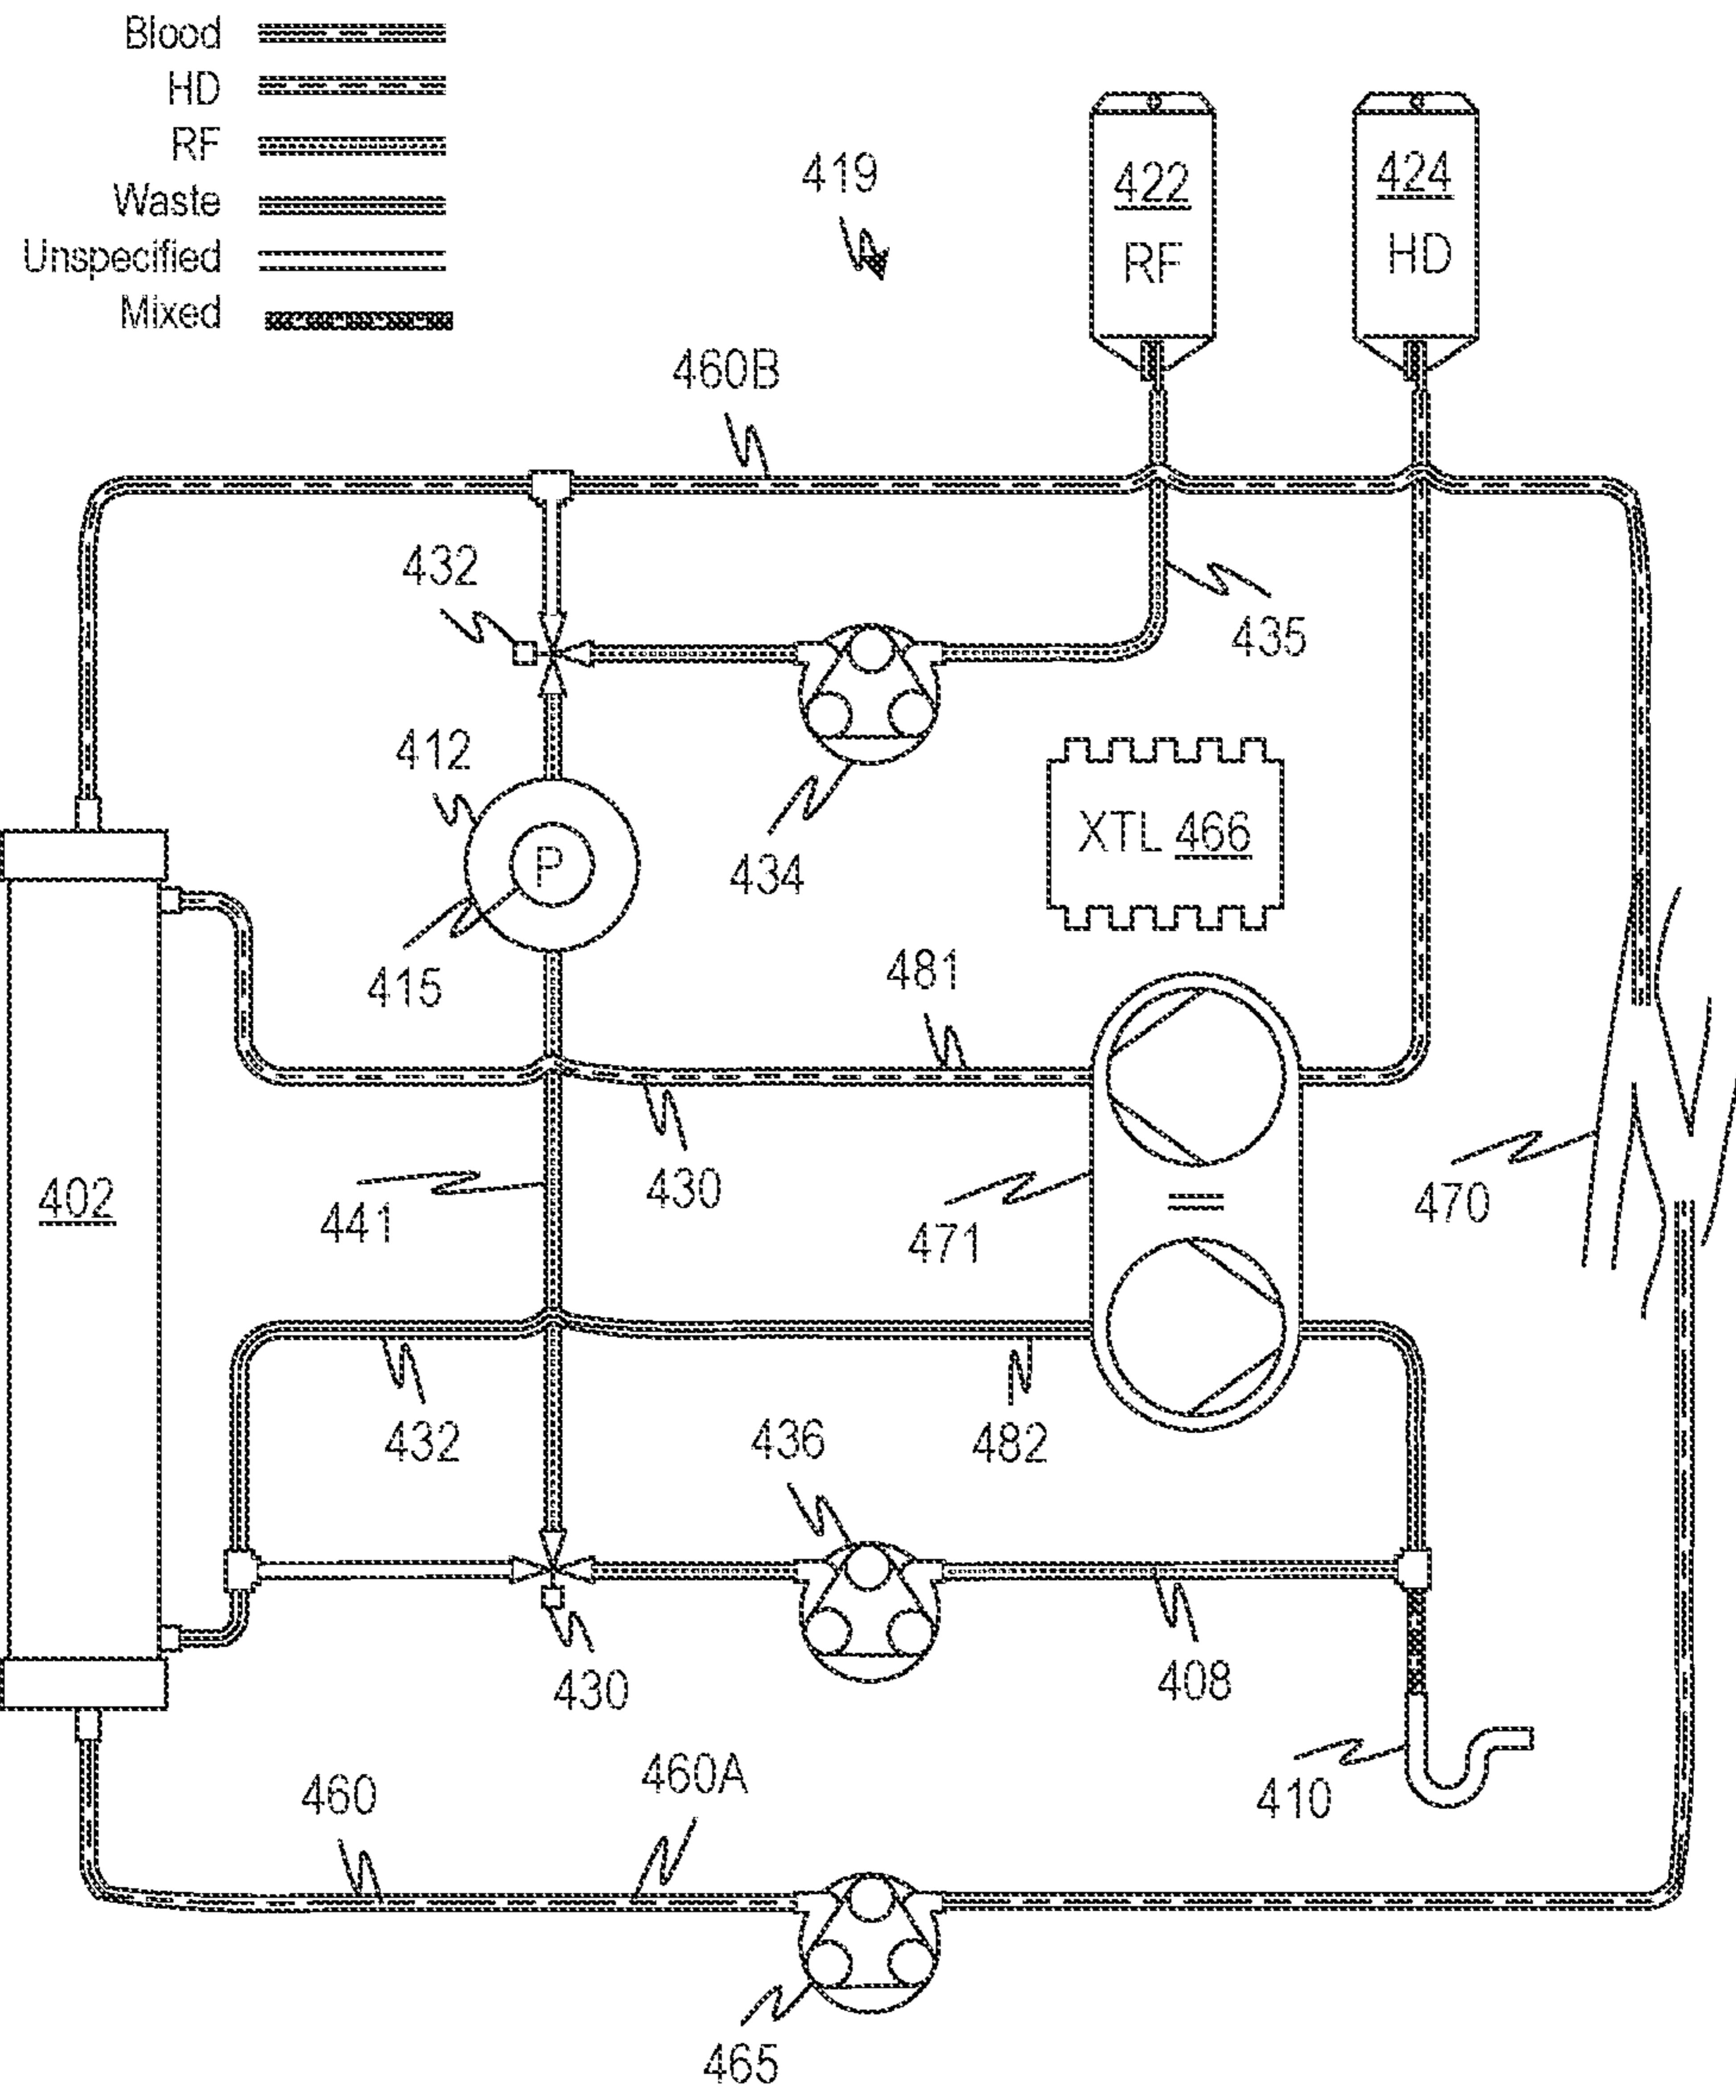 Blood
HD
RF
Waste
Unspecified
Mixed
419
422
RF
424
HD
460B
432
435
412
P
434
XTL 466
415
481
402
441
430
471
470
432
482
436
430
408
460
460A
410
465